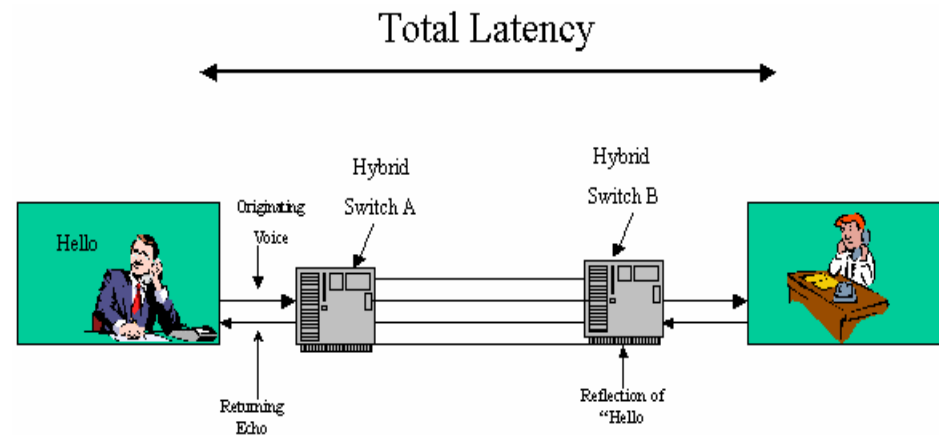 Total Latency
Hybrid
Switch A
Hybrid
Switch B
Originating
Voice
Hello
Returning
Echo
Reflection of
“Hello